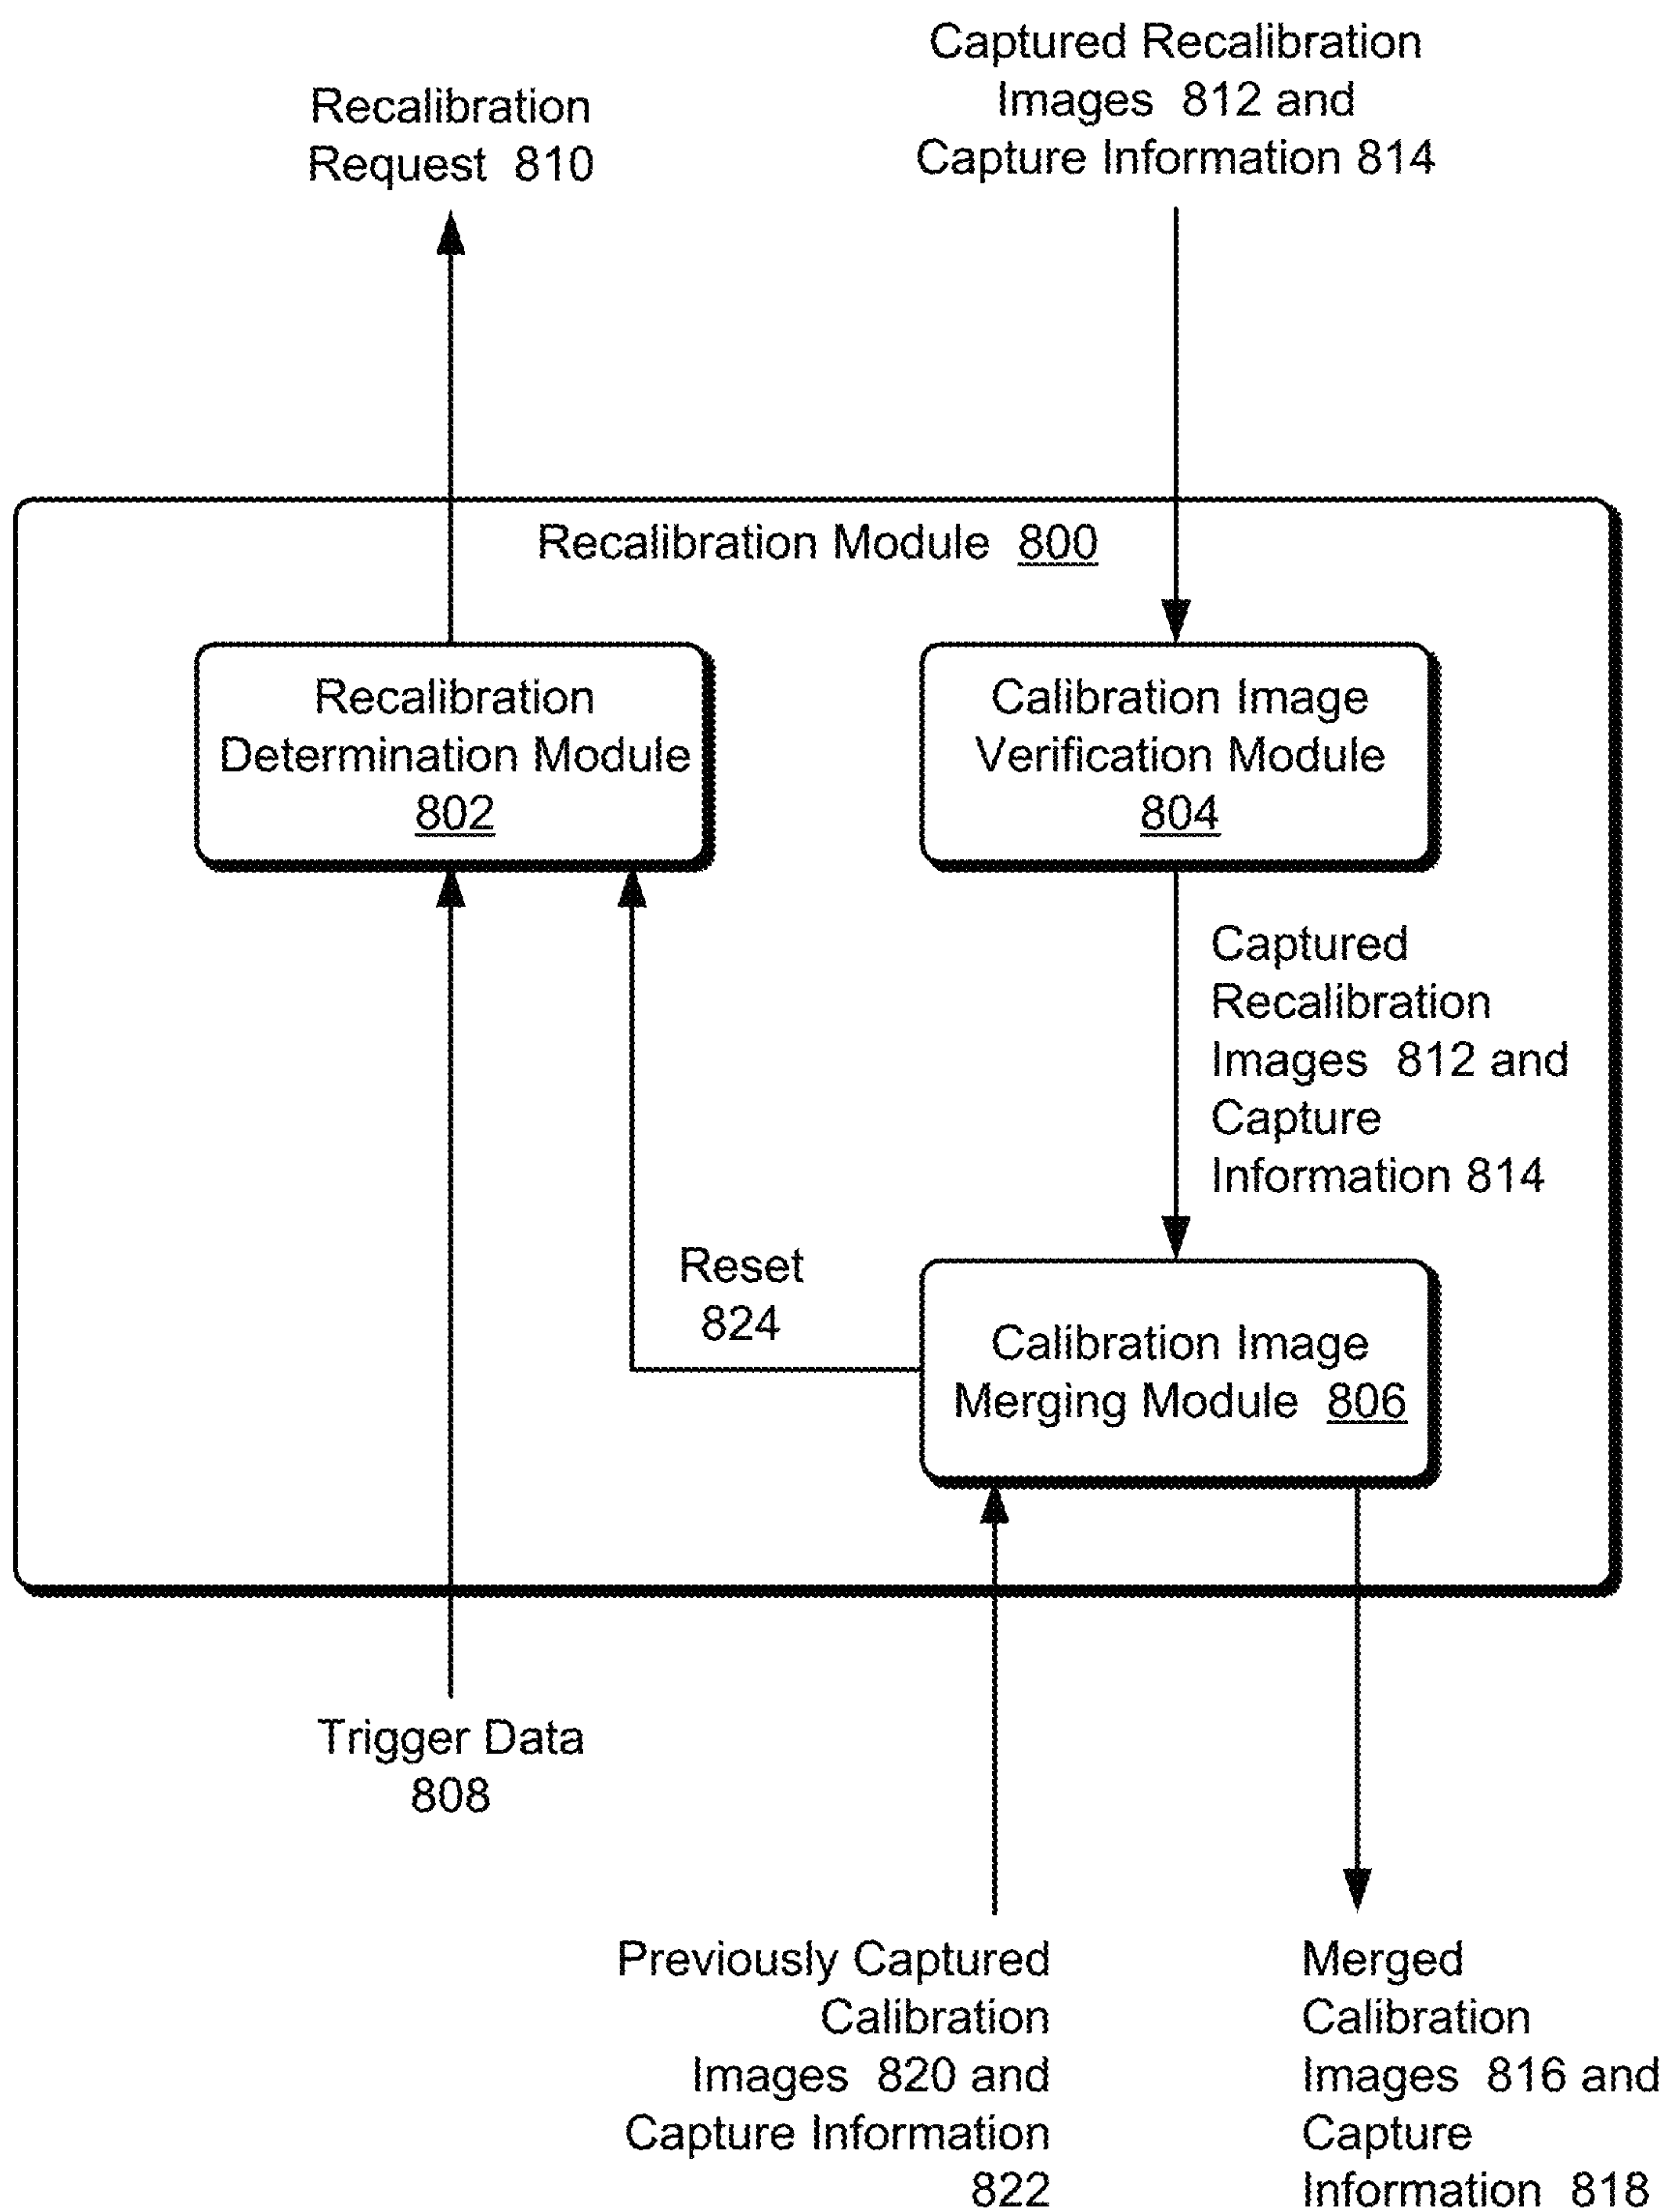 Recalibration
Request 810
Captured Recalibration
Images 812 and
Capture Information 814
Recalibration Module 800
Recalibration
Determination Module
802
Calibration Image
Verification Module
804
Captured
Recalibration
Images 812 and
Capture
Information 814
Reset
824
Calibration Image
Merging Module 806
Trigger Data
808
Previously Captured
Calibration
Images 820 and
Capture Information
822
Merged
Calibration
Images 816 and
Capture
Information 818